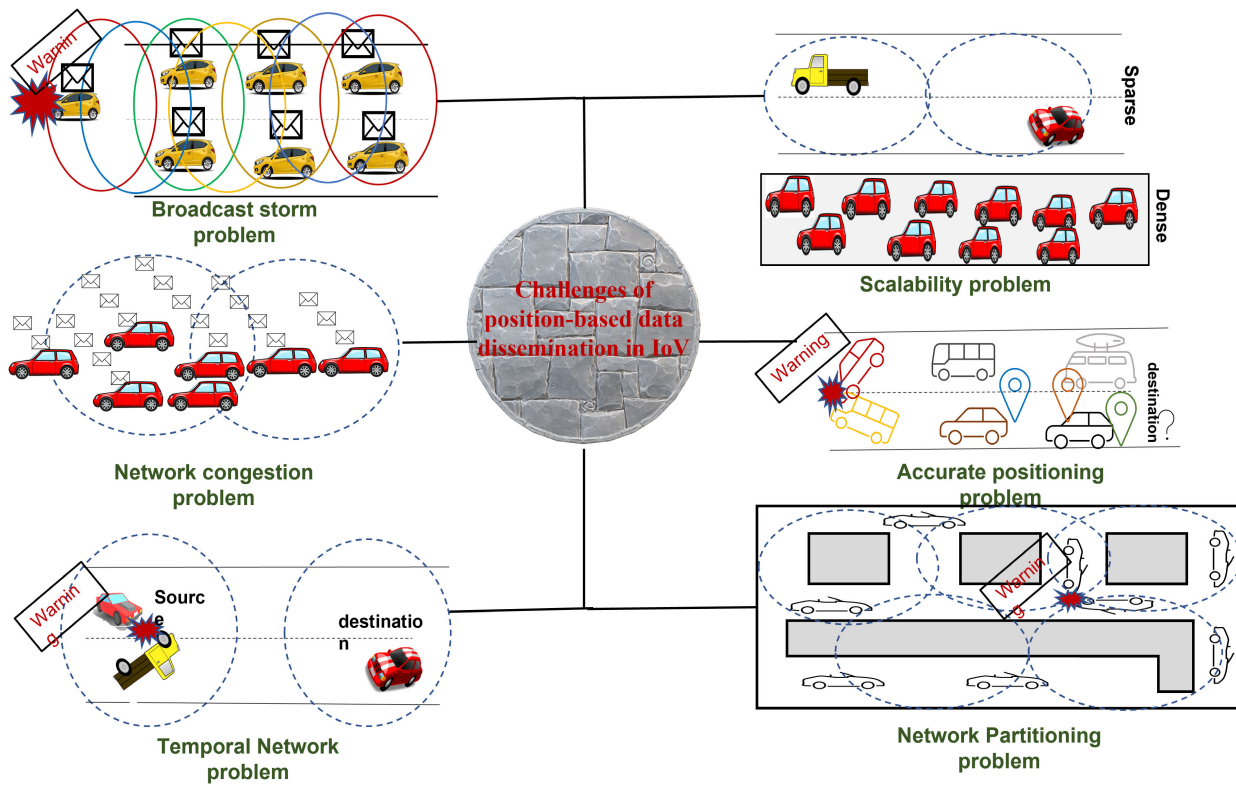 Warnin
Broadcast storm
problem
Sparse
Dense
Scalability problem
Challenges of
position-based data
dissemination in IoV
Network congestion
problem
Warning
destination
?
Accurate positioning
problem
Warnin
g
Sourc
e
destinatio
n
Temporal Network
problem
Warnin
g
Network Partitioning
problem